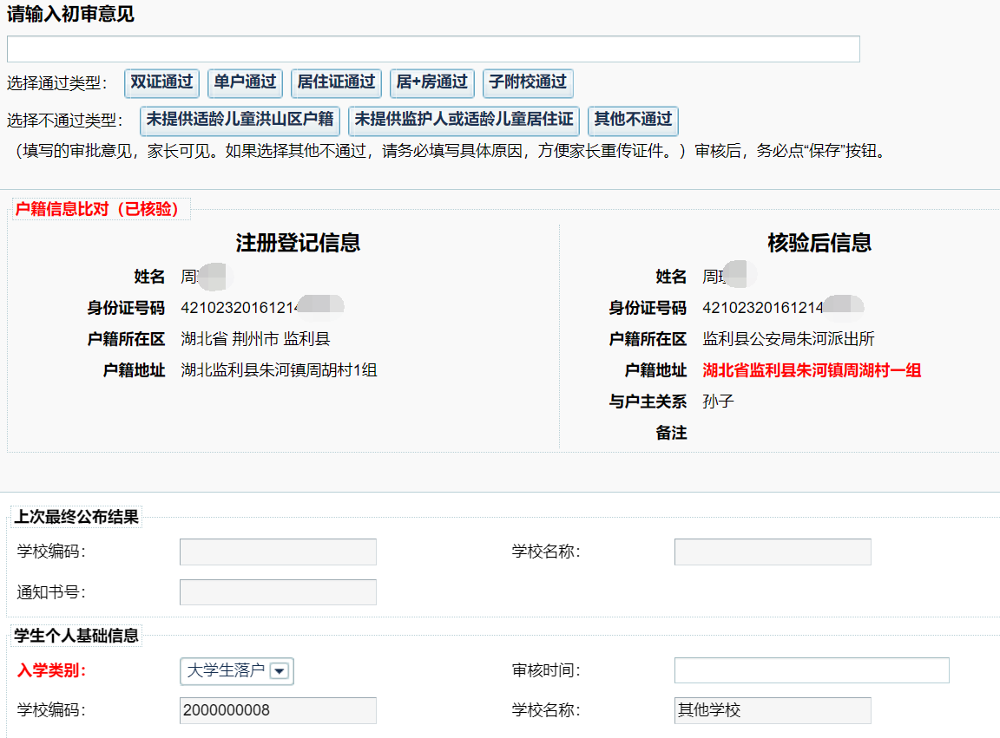 请输入初审意见
选择通过类型： 双证通过 单户通过 居住证通过 居+房通过 子附校通过
选择不通过类型： 未提供适龄儿童洪山区户籍 未提供监护人或适龄儿童居住证 其他不通过
（填写的审批意见，家长可见。如果选择其他不通过，请务必填写具体原因，方便家长重传证件。）审核后，务必点“保存”按钮。
户籍信息比对（已核验）
注册登记信息 核验后信息
姓名 周 姓名 周
身份证号码 42102320161214 身份证号码 42102320161214
户籍所在区 湖北省 荆州市 监利县 户籍所在区 监利县公安局朱河派出所
户籍地址 湖北监利县朱河镇周胡村1组 户籍地址 湖北省监利县朱河镇周湖村一组
与户主关系 孙子
备注
上次最终公布结果
学校编码： 学校名称：
通知书号：
学生个人基础信息
入学类别： 大学生落户 审核时间：
学校编码： 2000000008 学校名称： 其他学校